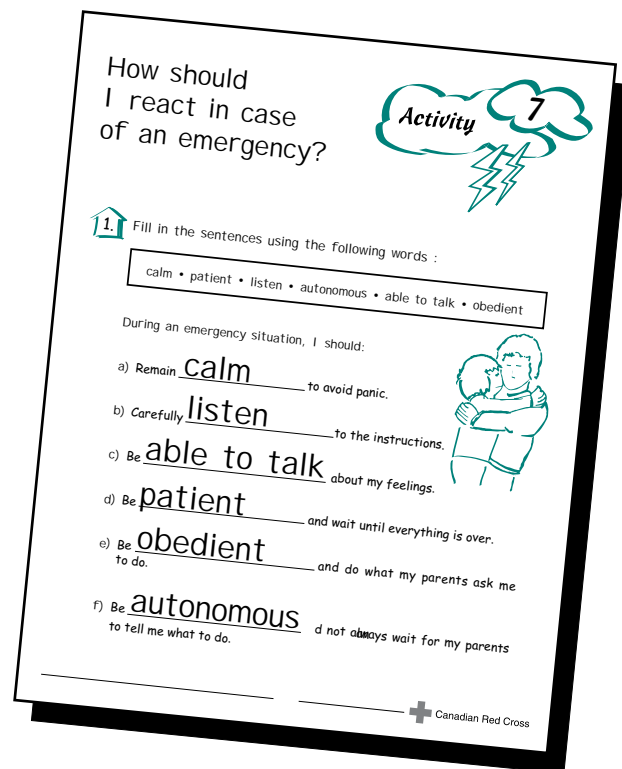 How should
I react in case
of an emergency?
Activity 7
1. Fill in the sentences using the following words :
calm • patient • listen • autonomous • able to talk • obedient
During an emergency situation, I should:
a) Remain calm to avoid panic.
b) Carefully listen to the instructions.
c) Be able to talk about my feelings.
d) Be patient and wait until everything is over.
e) Be obedient and do what my parents ask me
to do.
f) Be autonomous d not always wait for my parents
to tell me what to do.
Canadian Red Cross